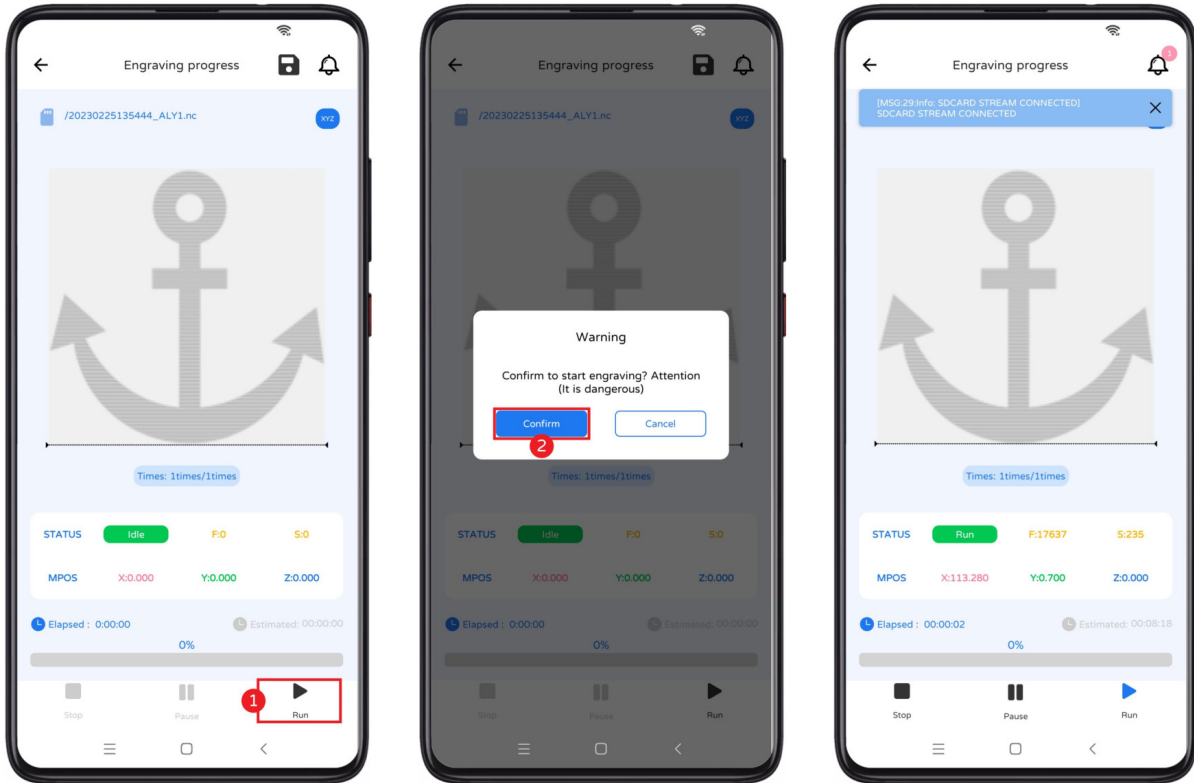 Engraving progress
/20230225135444_ALY1.nc
XYZ
Times: 1times/1times
STATUS Idle F:0 S:0
MPOS X:0.000 Y:0.000 Z:0.000
Elapsed : 0:00:00 Estimated: 00:00:00
0%
1
Stop Pause Run
Engraving progress
/20230225135444_ALY1.nc
XYZ
Warning
Confirm to start engraving? Attention
(It is dangerous)
Confirm Cancel
2
Times: 1times/1times
STATUS Idle F:0 S:0
MPOS X:0.000 Y:0.000 Z:0.000
Elapsed : 0:00:00 Estimated: 00:00:00
0%
Stop Pause Run
Engraving progress
1
[MSG:29:Info: SDCARD STREAM CONNECTED]
SDCARD STREAM CONNECTED
Times: 1times/1times
STATUS Run F:17637 S:235
MPOS X:113.280 Y:0.700 Z:0.000
Elapsed : 00:00:02 Estimated: 00:08:18
0%
Stop Pause Run